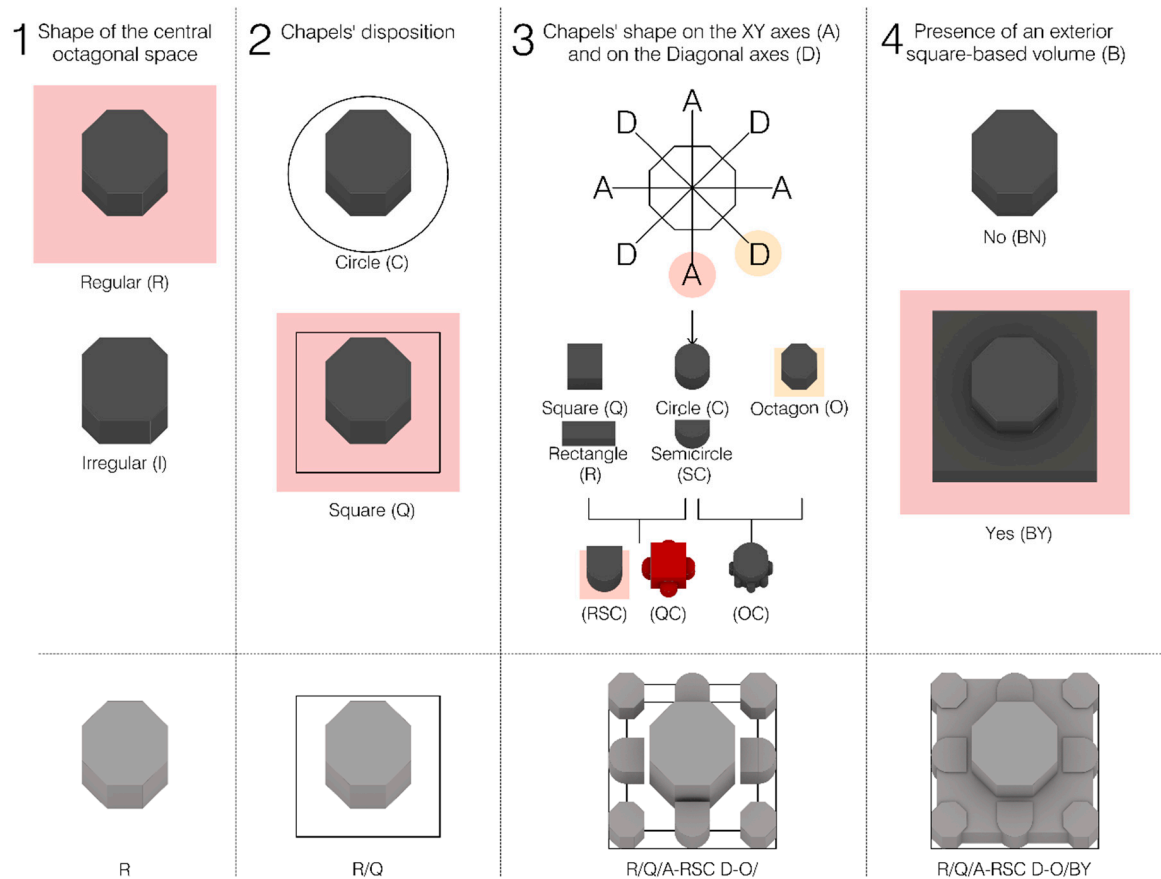 1 Shape of the central
octagonal space
Regular (R)
Irregular (I)
R
2 Chapels' disposition
Circle (C)
Square (Q)
R/Q
3 Chapels' shape on the XY axes (A)
and on the Diagonal axes (D)
A
D D
A A
D D
A
Square (Q) Circle (C) Octagon (O)
Rectangle Semicircle
(R) (SC)
(RSC) (QC) (OC)
R/Q/A-RSC D-O/
4 Presence of an exterior
square-based volume (B)
No (BN)
Yes (BY)
R/Q/A-RSC D-O/BY